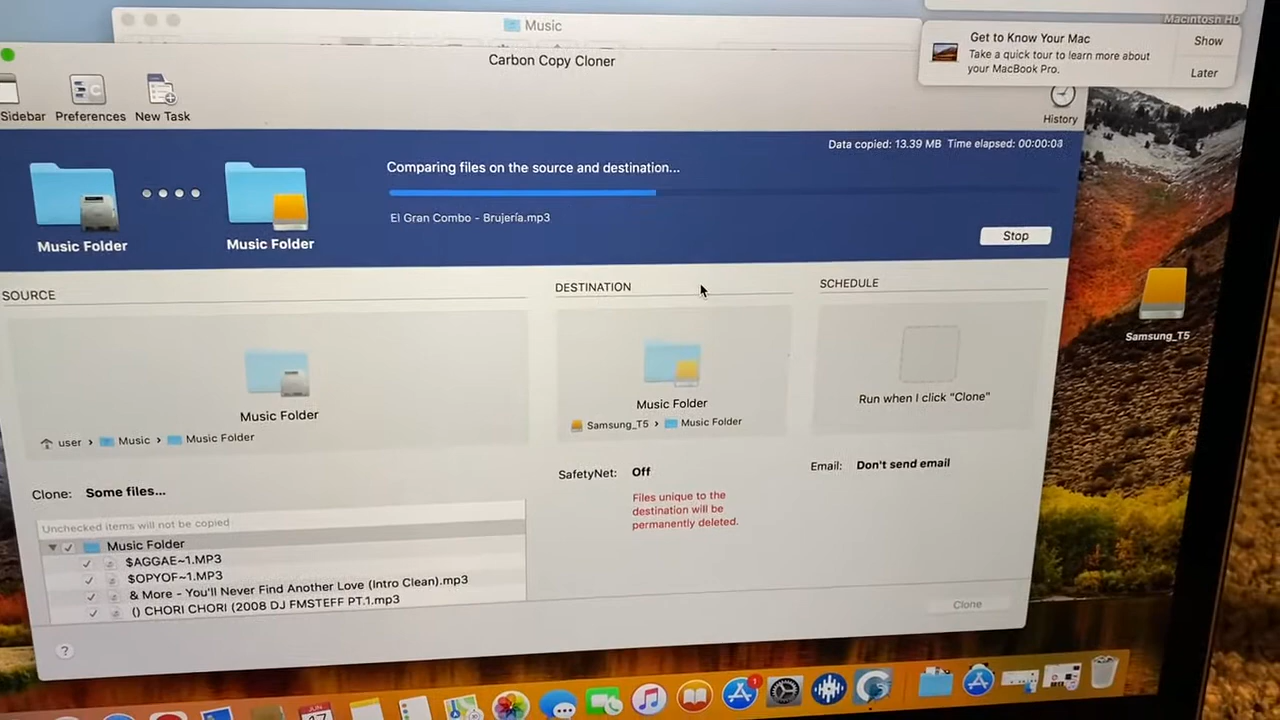 Music
Macintosh HD
Get to Know Your Mac
Take a quick tour to learn more about
your MacBook Pro.
Show
Later
Carbon Copy Cloner
Sidebar
Preferences
New Task
History
Data copied: 13.39 MB Time elapsed: 00:00:08
Comparing files on the source and destination...
El Gran Combo - Brujería.mp3
Music Folder
Music Folder
Stop
SOURCE
DESTINATION
SCHEDULE
Samsung_T5
Music Folder
user › Music › Music Folder
Music Folder
Samsung_T5 › Music Folder
Run when I click "Clone"
Clone: Some files...
SafetyNet: Off
Files unique to the
destination will be
permanently deleted.
Email: Don't send email
Unchecked items will not be copied
Music Folder
$AGGAE~1.MP3
$OPYOF~1.MP3
& More - You'll Never Find Another Love (Intro Clean).mp3
() CHORI CHORI (2008 DJ FMSTEFF PT.1.mp3
Clone
?
JUN
17
1